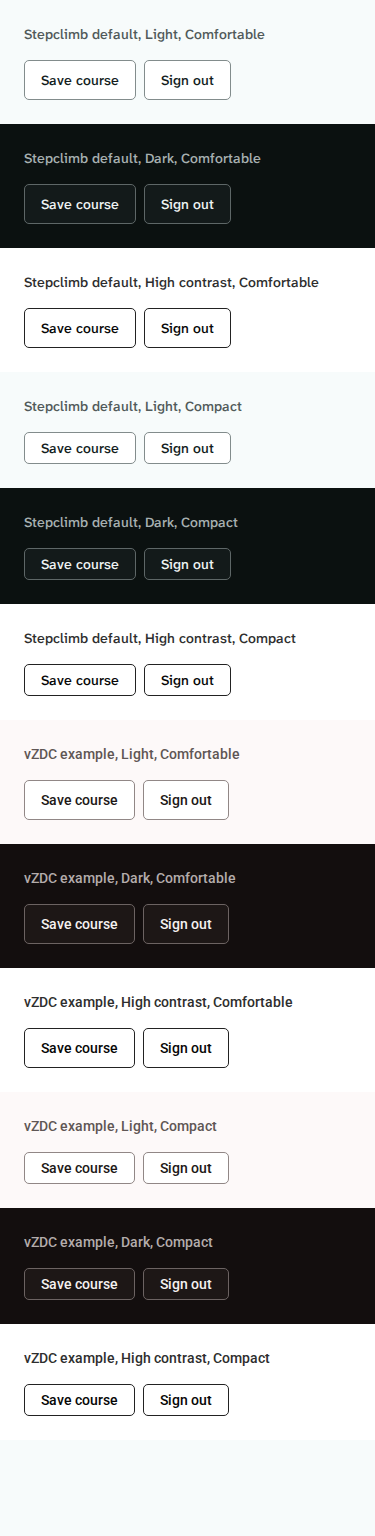 Stepclimb default, Light, Comfortable
Save course Sign out
Stepclimb default, Dark, Comfortable
Save course Sign out
Stepclimb default, High contrast, Comfortable
Save course Sign out
Stepclimb default, Light, Compact
Save course Sign out
Stepclimb default, Dark, Compact
Save course Sign out
Stepclimb default, High contrast, Compact
Save course Sign out
vZDC example, Light, Comfortable
Save course Sign out
vZDC example, Dark, Comfortable
Save course Sign out
vZDC example, High contrast, Comfortable
Save course Sign out
vZDC example, Light, Compact
Save course Sign out
vZDC example, Dark, Compact
Save course Sign out
vZDC example, High contrast, Compact
Save course Sign out